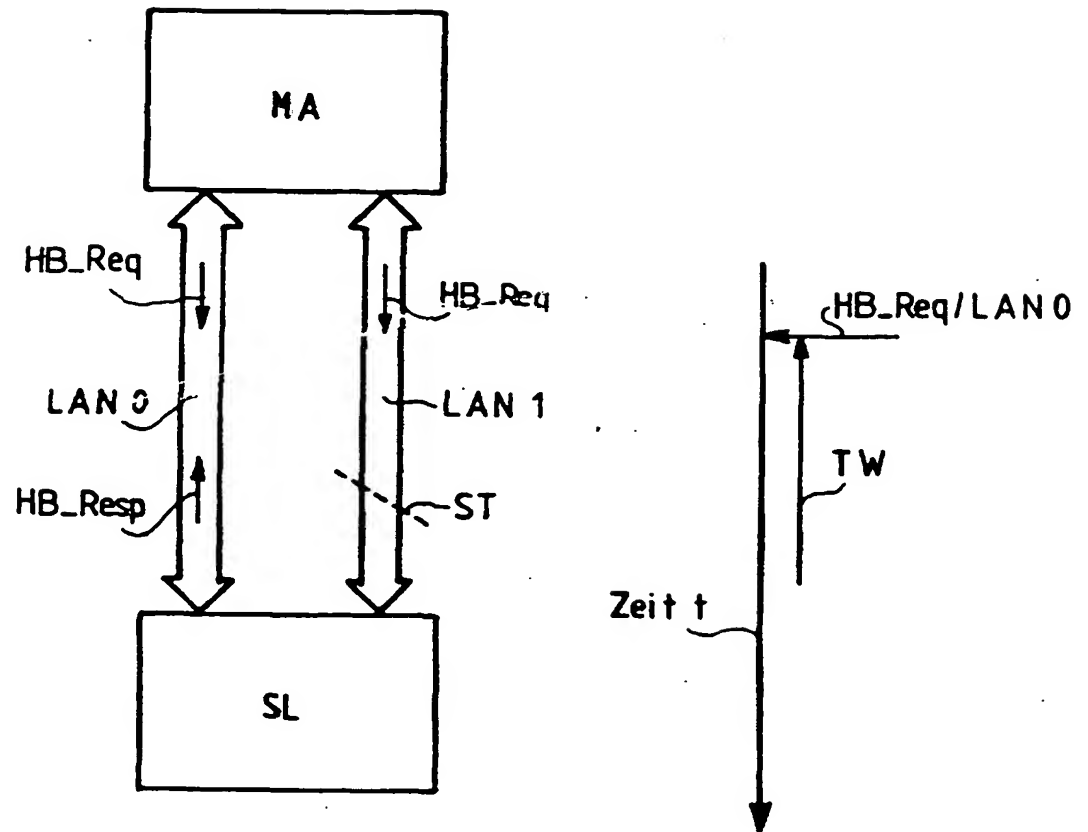 MA
HB_Req
HB_Req
HB_Req/LAN0
LAN 0
LAN 1
TW
HB_Resp
ST
Zeit t
SL